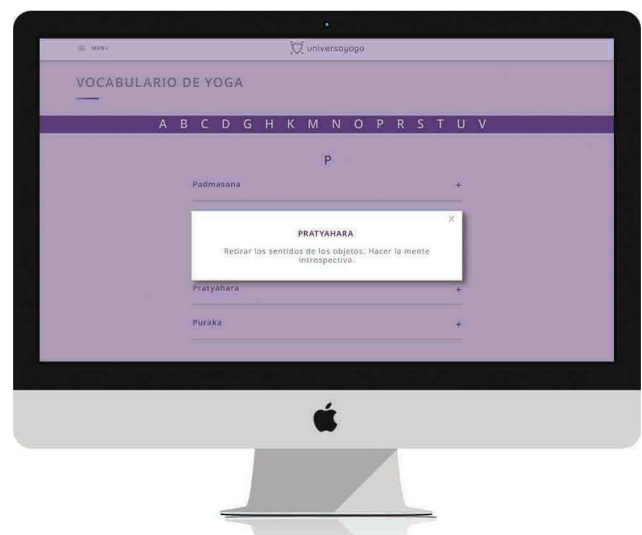 MENU
universoyoga
VOCABULARIO DE YOGA
A B C D G H K M N O P R S T U V
P
Padmasana +
×
PRATYAHARA
Retirar los sentidos de los objetos. Hacer la mente
introspectiva.
Pratyahara +
Puraka +